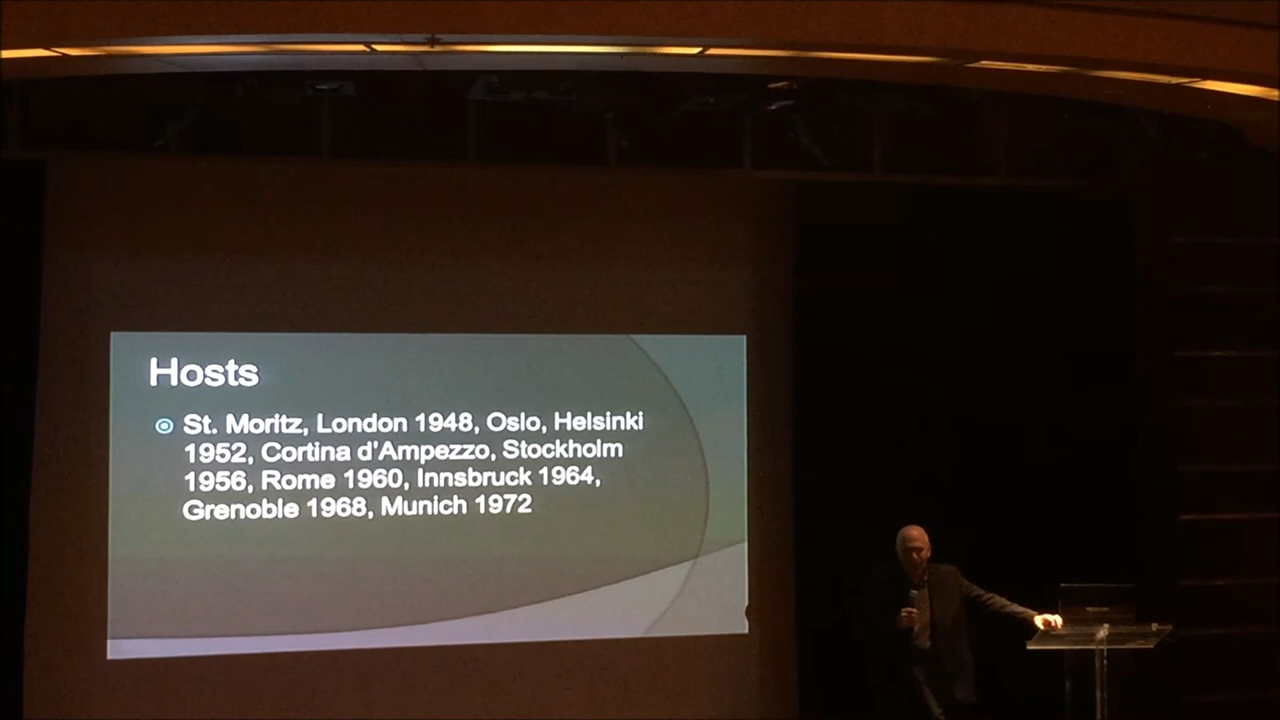 Hosts
St. Moritz, London 1948, Oslo, Helsinki
1952, Cortina d'Ampezzo, Stockholm
1956, Rome 1960, Innsbruck 1964,
Grenoble 1968, Munich 1972